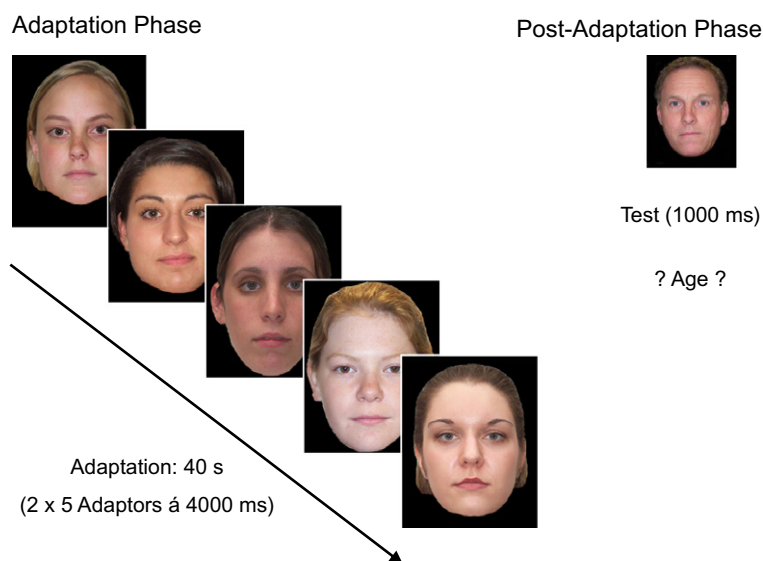 Adaptation Phase
Post-Adaptation Phase
Test (1000 ms)
? Age ?
Adaptation: 40 s
(2 x 5 Adaptors á 4000 ms)